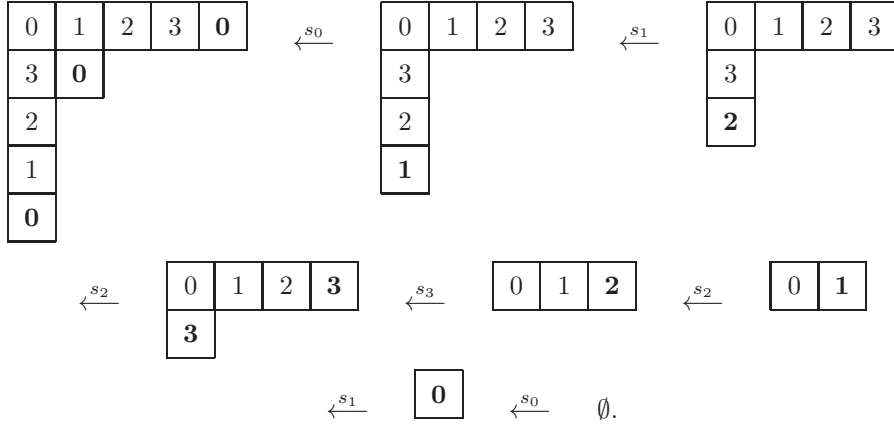 0 1 2 3 0 ←s₀ 0 1 2 3 ←s₁ 0 1 2 3
3 0 3 3
2 2 2
1 1
0
←s₂ 0 1 2 3 ←s₃ 0 1 2 ←s₂ 0 1
3
←s₁ 0 ←s₀ ∅.